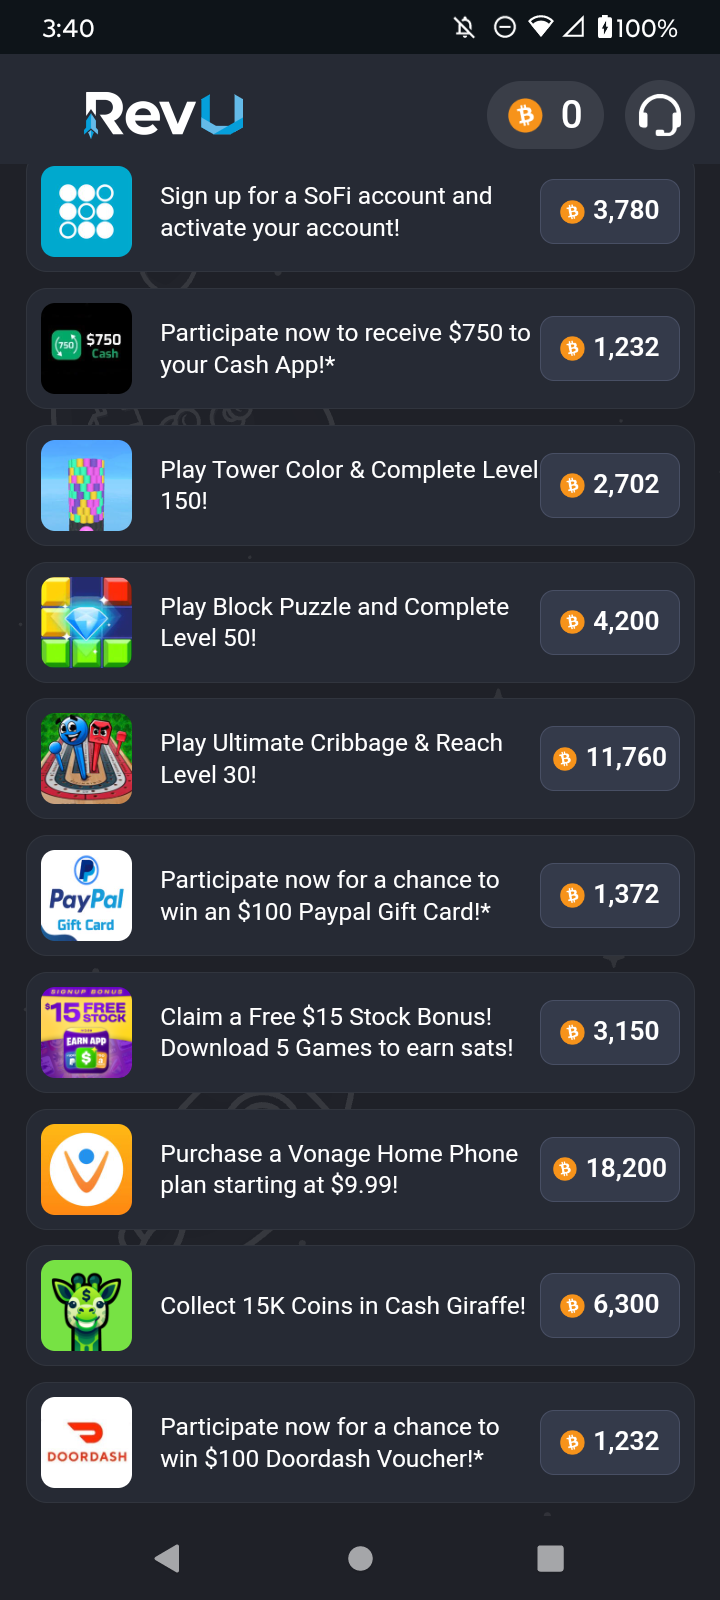 3:40
100%
RevU
0
Sign up for a SoFi account and
activate your account!
3,780
750
$750
Cash
Participate now to receive $750 to
your Cash App!*
1,232
Play Tower Color & Complete Level
150!
2,702
Play Block Puzzle and Complete
Level 50!
4,200
Play Ultimate Cribbage & Reach
Level 30!
11,760
PayPal
Gift Card
Participate now for a chance to
win an $100 Paypal Gift Card!*
1,372
SIGNUP BONUS
$15 FREE
STOCK
EARN APP
$
Claim a Free $15 Stock Bonus!
Download 5 Games to earn sats!
3,150
Purchase a Vonage Home Phone
plan starting at $9.99!
18,200
$
Collect 15K Coins in Cash Giraffe!
6,300
DOORDASH
Participate now for a chance to
win $100 Doordash Voucher!*
1,232